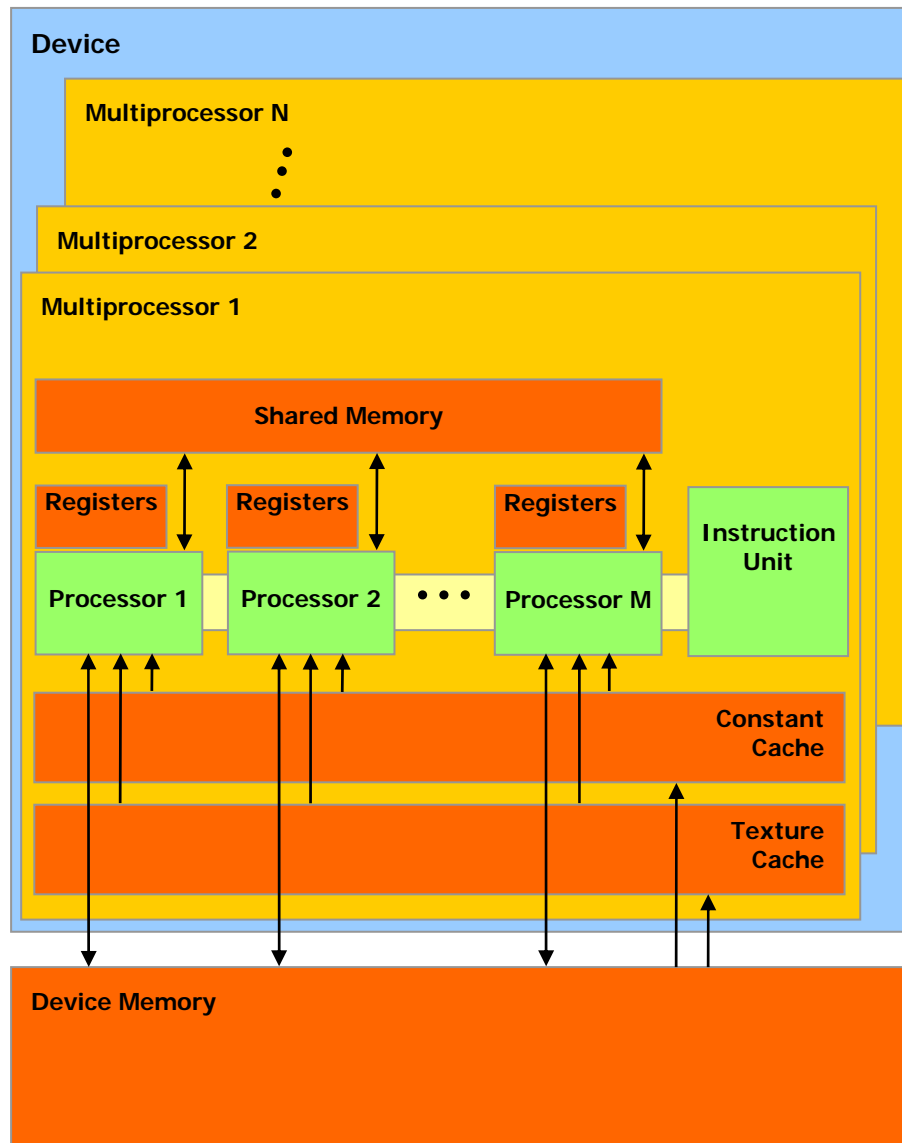 Device
Multiprocessor N
Multiprocessor 2
Multiprocessor 1
Shared Memory
Registers
Registers
Registers
Instruction
Unit
Processor 1
Processor 2
Processor M
Constant
Cache
Texture
Cache
Device Memory